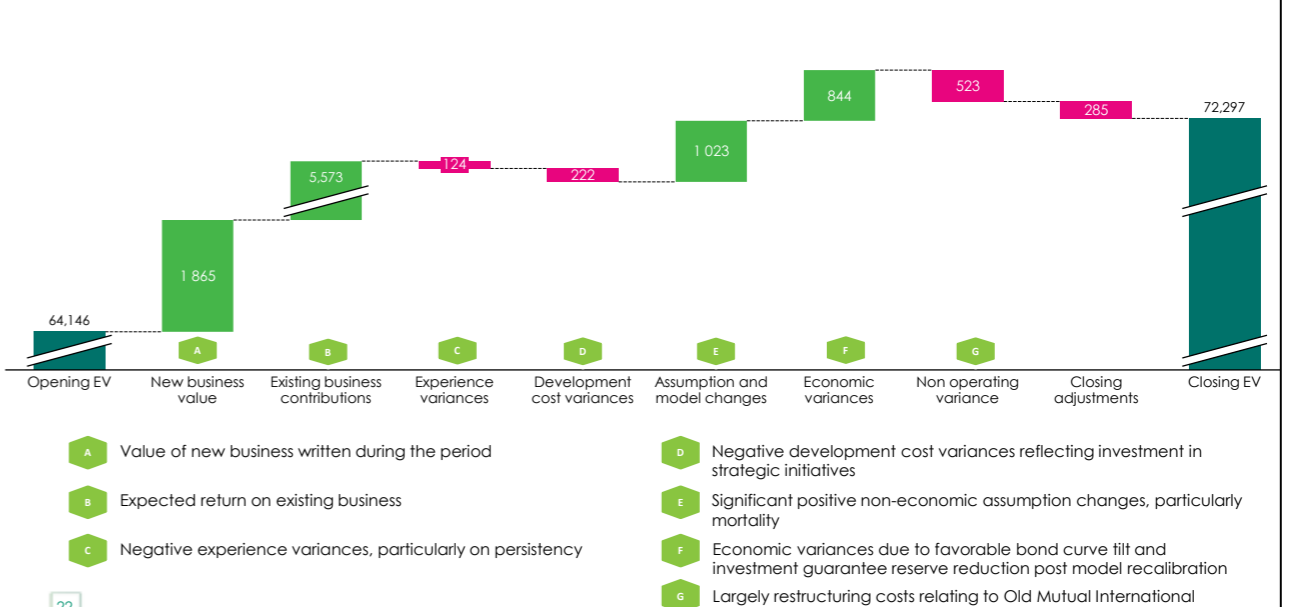 844
523
285
72,297
1 023
124
5,573
222
1 865
64,146
A
B
C
D
E
F
G
Opening EV
New business
value
Existing business
contributions
Experience
variances
Development
cost variances
Assumption and
model changes
Economic
variances
Non operating
variance
Closing
adjustments
Closing EV
A Value of new business written during the period
B Expected return on existing business
C Negative experience variances, particularly on persistency
D Negative development cost variances reflecting investment in
strategic initiatives
E Significant positive non-economic assumption changes, particularly
mortality
F Economic variances due to favorable bond curve tilt and
investment guarantee reserve reduction post model recalibration
G Largely restructuring costs relating to Old Mutual International